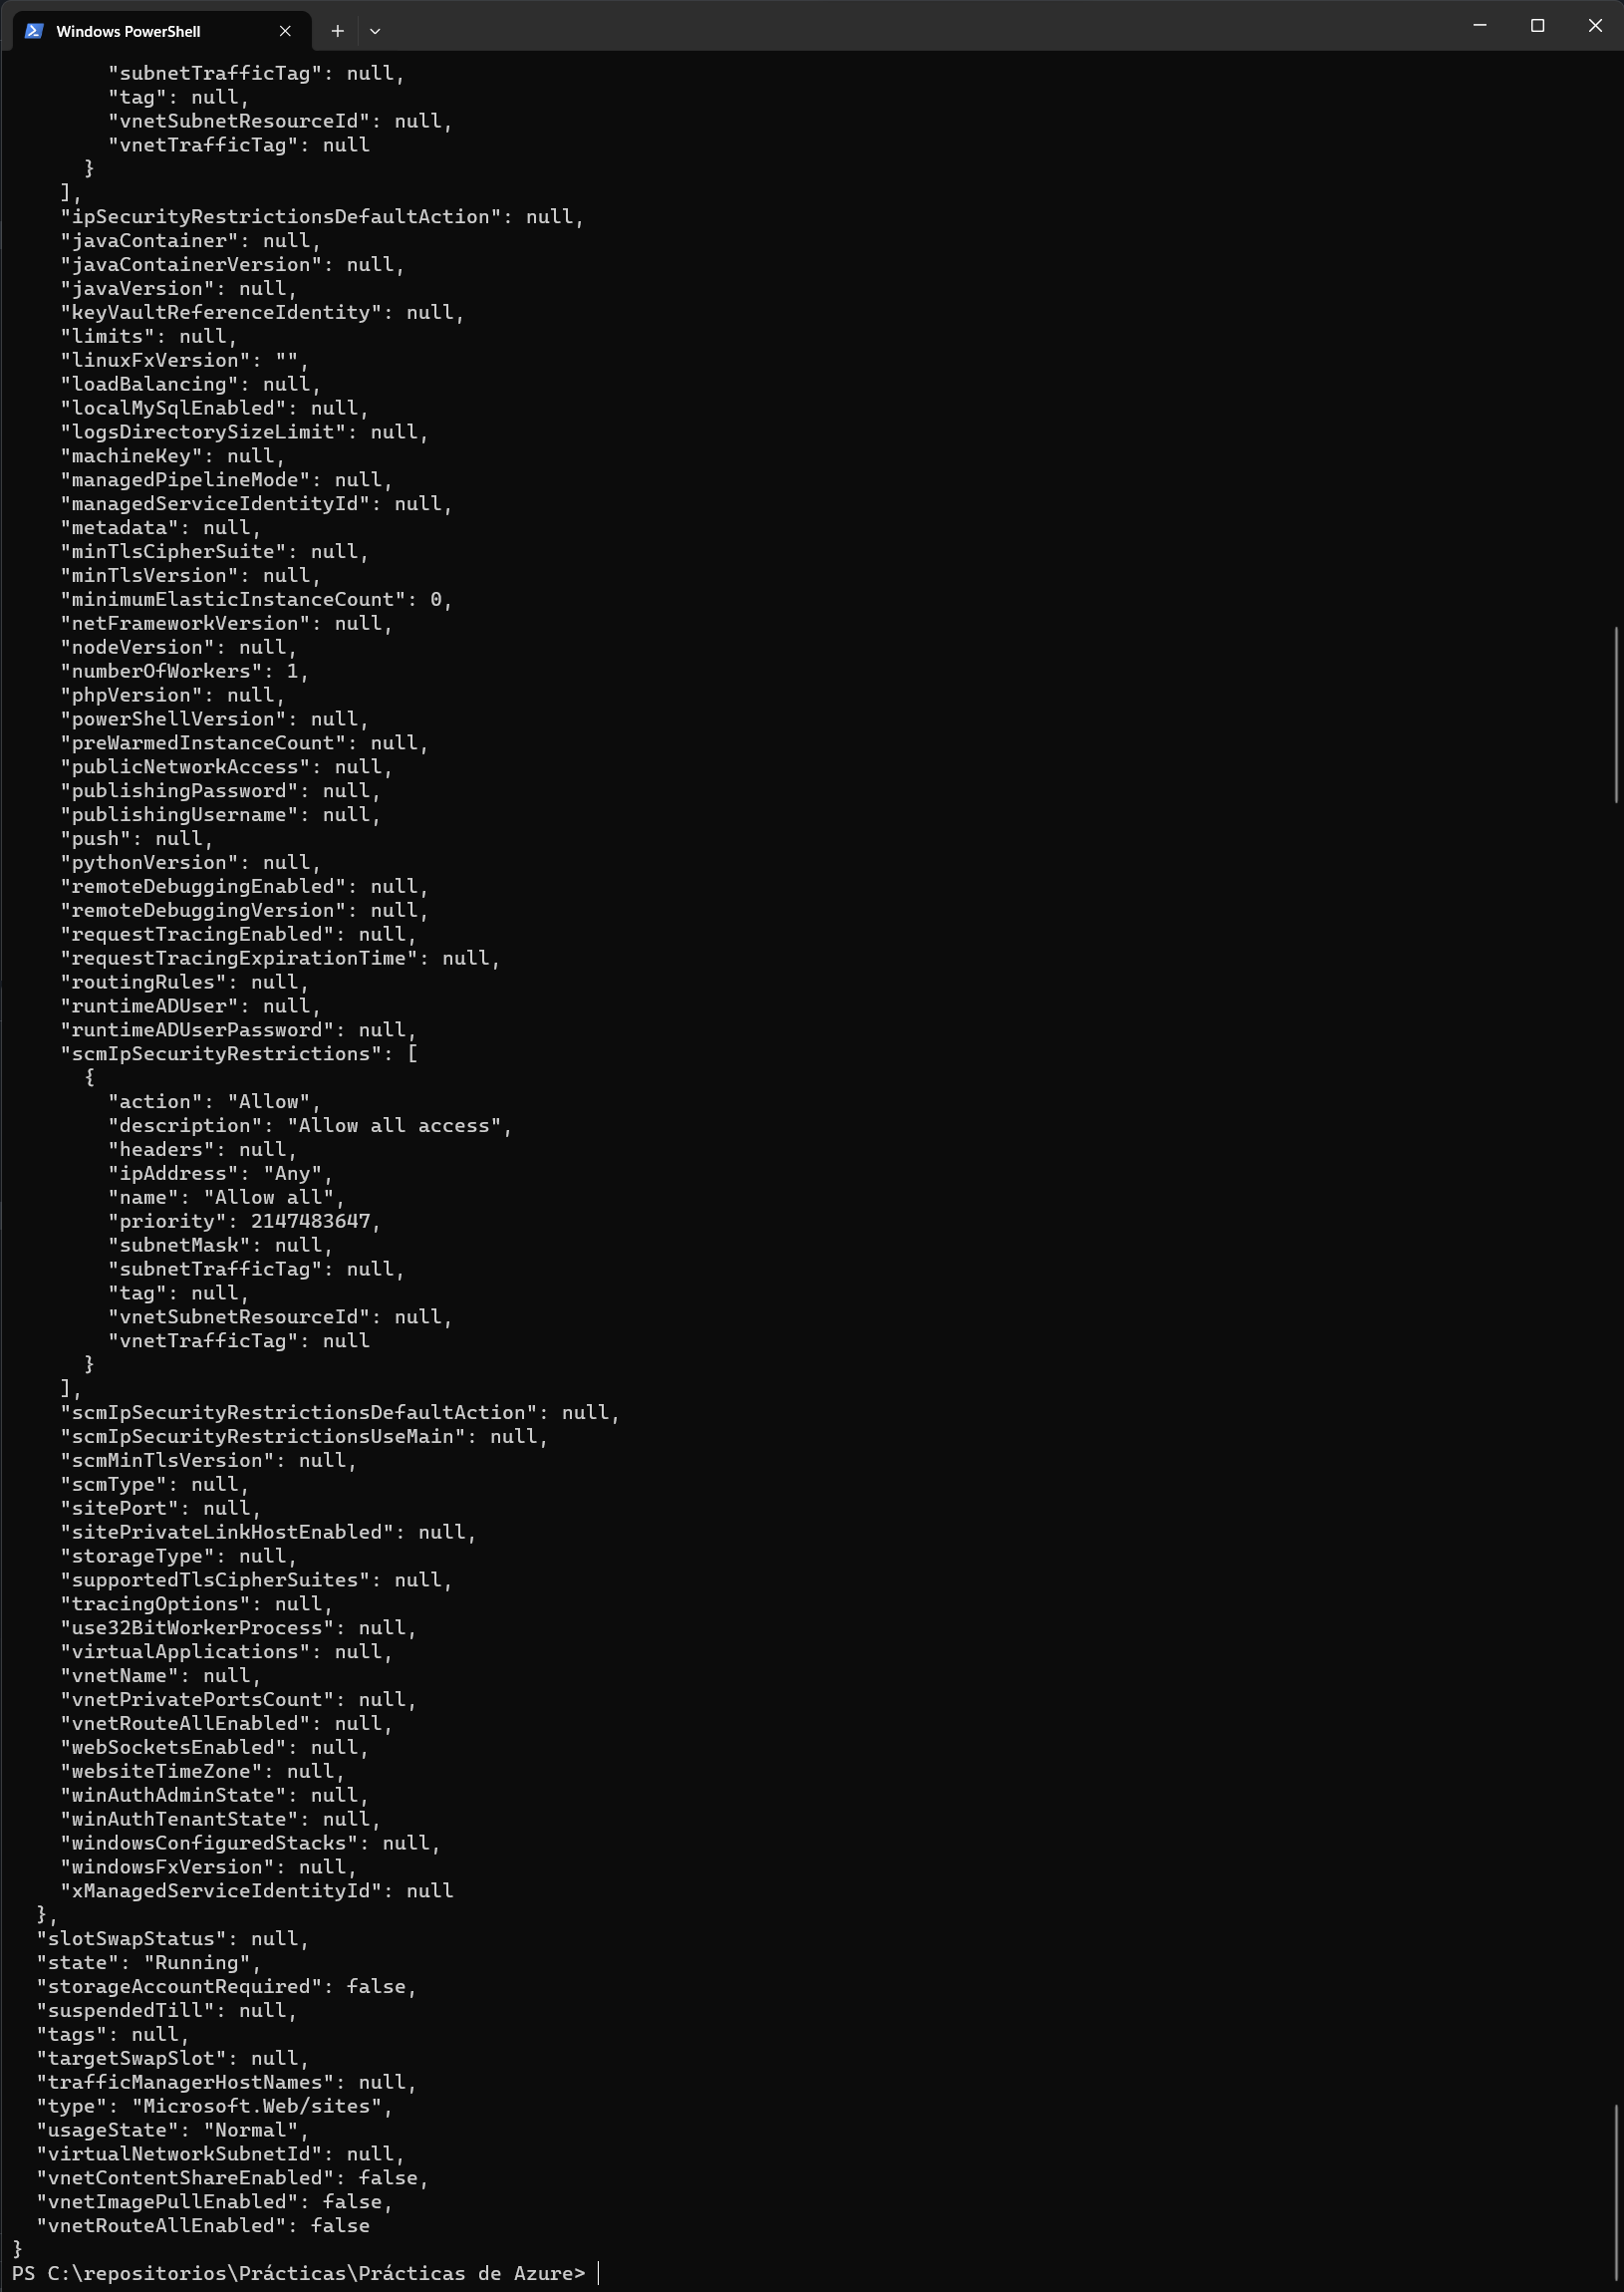 Windows PowerShell
"subnetTrafficTag": null,
"tag": null,
"vnetSubnetResourceId": null,
"vnetTrafficTag": null
}
],
"ipSecurityRestrictionsDefaultAction": null,
"javaContainer": null,
"javaContainerVersion": null,
"javaVersion": null,
"keyVaultReferenceIdentity": null,
"limits": null,
"linuxFxVersion": "",
"loadBalancing": null,
"localMySqlEnabled": null,
"logsDirectorySizeLimit": null,
"machineKey": null,
"managedPipelineMode": null,
"managedServiceIdentityId": null,
"metadata": null,
"minTlsCipherSuite": null,
"minTlsVersion": null,
"minimumElasticInstanceCount": 0,
"netFrameworkVersion": null,
"nodeVersion": null,
"numberOfWorkers": 1,
"phpVersion": null,
"powerShellVersion": null,
"preWarmedInstanceCount": null,
"publicNetworkAccess": null,
"publishingPassword": null,
"publishingUsername": null,
"push": null,
"pythonVersion": null,
"remoteDebuggingEnabled": null,
"remoteDebuggingVersion": null,
"requestTracingEnabled": null,
"requestTracingExpirationTime": null,
"routingRules": null,
"runtimeADUser": null,
"runtimeADUserPassword": null,
"scmIpSecurityRestrictions": [
{
"action": "Allow",
"description": "Allow all access",
"headers": null,
"ipAddress": "Any",
"name": "Allow all",
"priority": 2147483647,
"subnetMask": null,
"subnetTrafficTag": null,
"tag": null,
"vnetSubnetResourceId": null,
"vnetTrafficTag": null
}
],
"scmIpSecurityRestrictionsDefaultAction": null,
"scmIpSecurityRestrictionsUseMain": null,
"scmMinTlsVersion": null,
"scmType": null,
"sitePort": null,
"sitePrivateLinkHostEnabled": null,
"storageType": null,
"supportedTlsCipherSuites": null,
"tracingOptions": null,
"use32BitWorkerProcess": null,
"virtualApplications": null,
"vnetName": null,
"vnetPrivatePortsCount": null,
"vnetRouteAllEnabled": null,
"webSocketsEnabled": null,
"websiteTimeZone": null,
"winAuthAdminState": null,
"winAuthTenantState": null,
"windowsConfiguredStacks": null,
"windowsFxVersion": null,
"xManagedServiceIdentityId": null
},
"slotSwapStatus": null,
"state": "Running",
"storageAccountRequired": false,
"suspendedTill": null,
"tags": null,
"targetSwapSlot": null,
"trafficManagerHostNames": null,
"type": "Microsoft.Web/sites",
"usageState": "Normal",
"virtualNetworkSubnetId": null,
"vnetContentShareEnabled": false,
"vnetImagePullEnabled": false,
"vnetRouteAllEnabled": false
}
PS C:\repositorios\Prácticas\Prácticas de Azure>